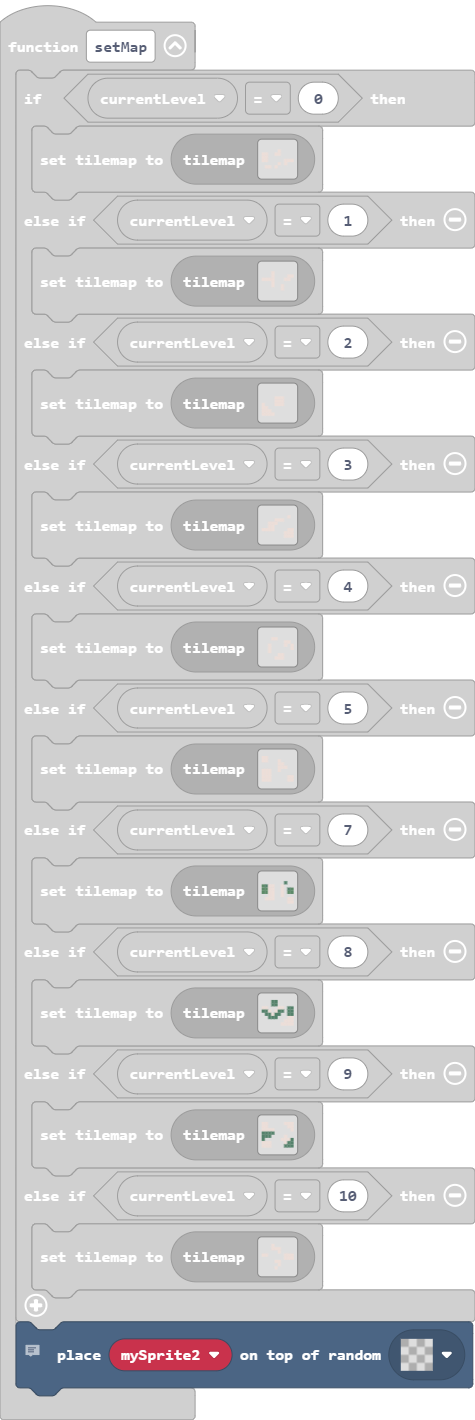 function setMap
if currentLevel = 0 then
set tilemap to tilemap
else if currentLevel = 1 then
set tilemap to tilemap
else if currentLevel = 2 then
set tilemap to tilemap
else if currentLevel = 3 then
set tilemap to tilemap
else if currentLevel = 4 then
set tilemap to tilemap
else if currentLevel = 5 then
set tilemap to tilemap
else if currentLevel = 7 then
set tilemap to tilemap
else if currentLevel = 8 then
set tilemap to tilemap
else if currentLevel = 9 then
set tilemap to tilemap
else if currentLevel = 10 then
set tilemap to tilemap
place mySprite2 on top of random